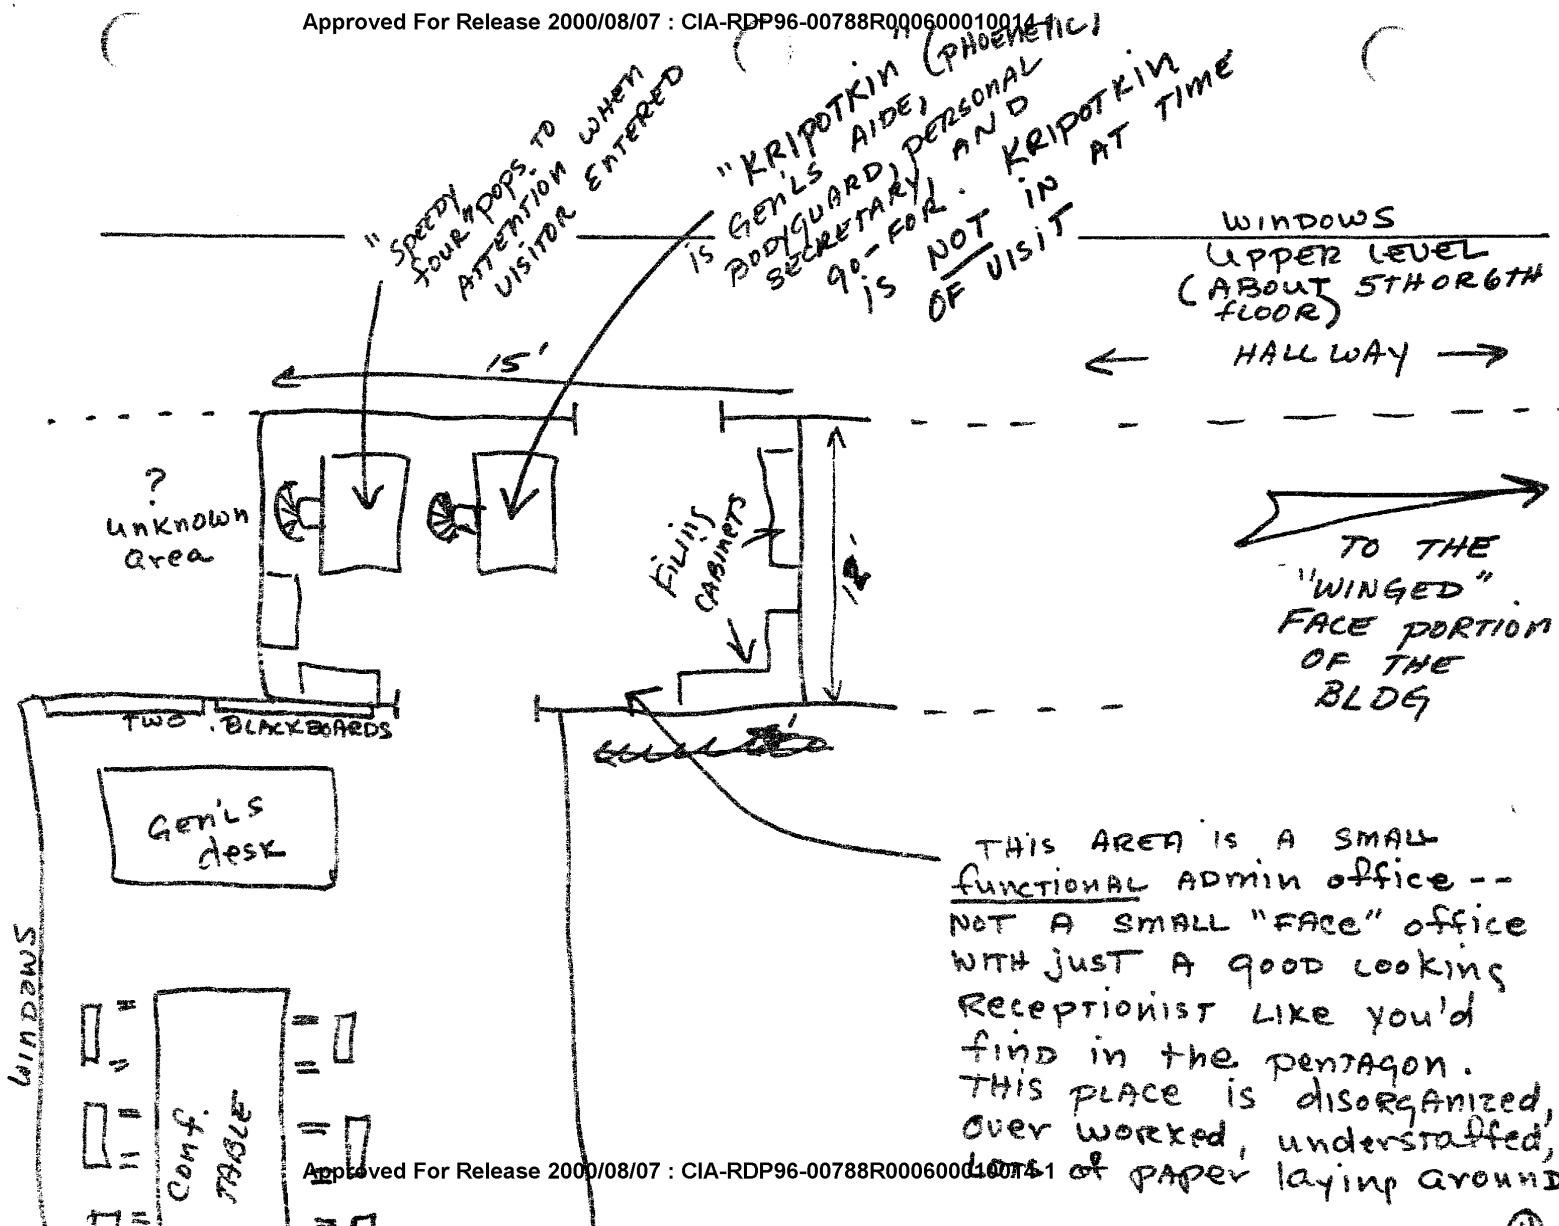 Approved For Release 2000/08/07 : CIA-RDP96-00788R000600010014-1
"SPEEDY
FOUR" POPS TO
ATTENTION WHEN
VISITOR ENTERED
"KRIPOTKIN" (PHOENETIC)
is GEN'LS AIDE,
BODYGUARD, PERSONAL
SECRETARY, AND
go-FOR. KRIPOTKIN
iS NOT IN AT TIME
OF VISIT
WINDOWS
UPPER LEVEL
(ABOUT 5TH OR 6TH
FLOOR)
HALLWAY
15'
?
unknown
area
FILING
CABINETS
12'
TO THE
"WINGED"
FACE PORTION
OF THE
BLDG
TWO BLACKBOARDS
GEN'LS
desk
WINDOWS
THIS AREA IS A SMALL
functionAL ADmin office --
NOT A SMALL "FACE" office
WITH jusT A GOOD Looking
Receptionist Like You'd
find in the pentagon.
THIS PLACE is disorganized,
over worked, understaffed,
Lots of PAPER laying around
Conf.
TABLE
Approved For Release 2000/08/07 : CIA-RDP96-00788R000600010014-1